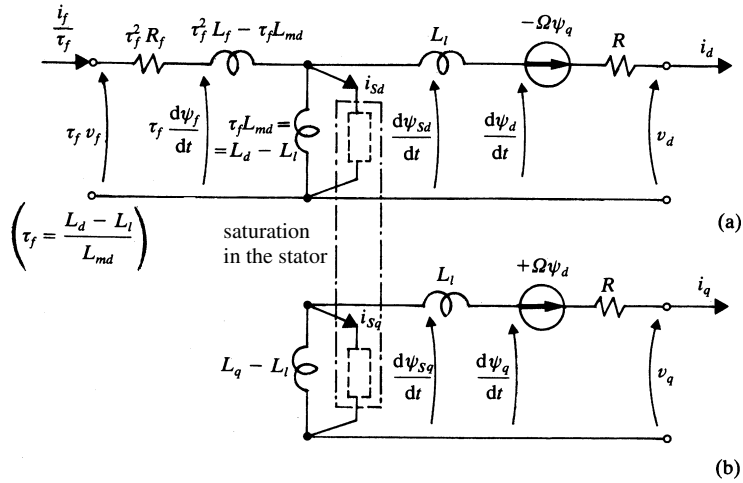 i_f / τ_f
τ_f² R_f
τ_f² L_f − τ_f L_md
L_l
−Ωψ_q
R
i_d
i_Sd
τ_f v_f
τ_f dψ_f/dt
τ_f L_md =
= L_d − L_l
dψ_Sd/dt
dψ_d/dt
v_d
(a)
(τ_f = (L_d − L_l) / L_md)
saturation
in the stator
L_l
+Ωψ_d
R
i_q
i_Sq
L_q − L_l
dψ_Sq/dt
dψ_q/dt
v_q
(b)